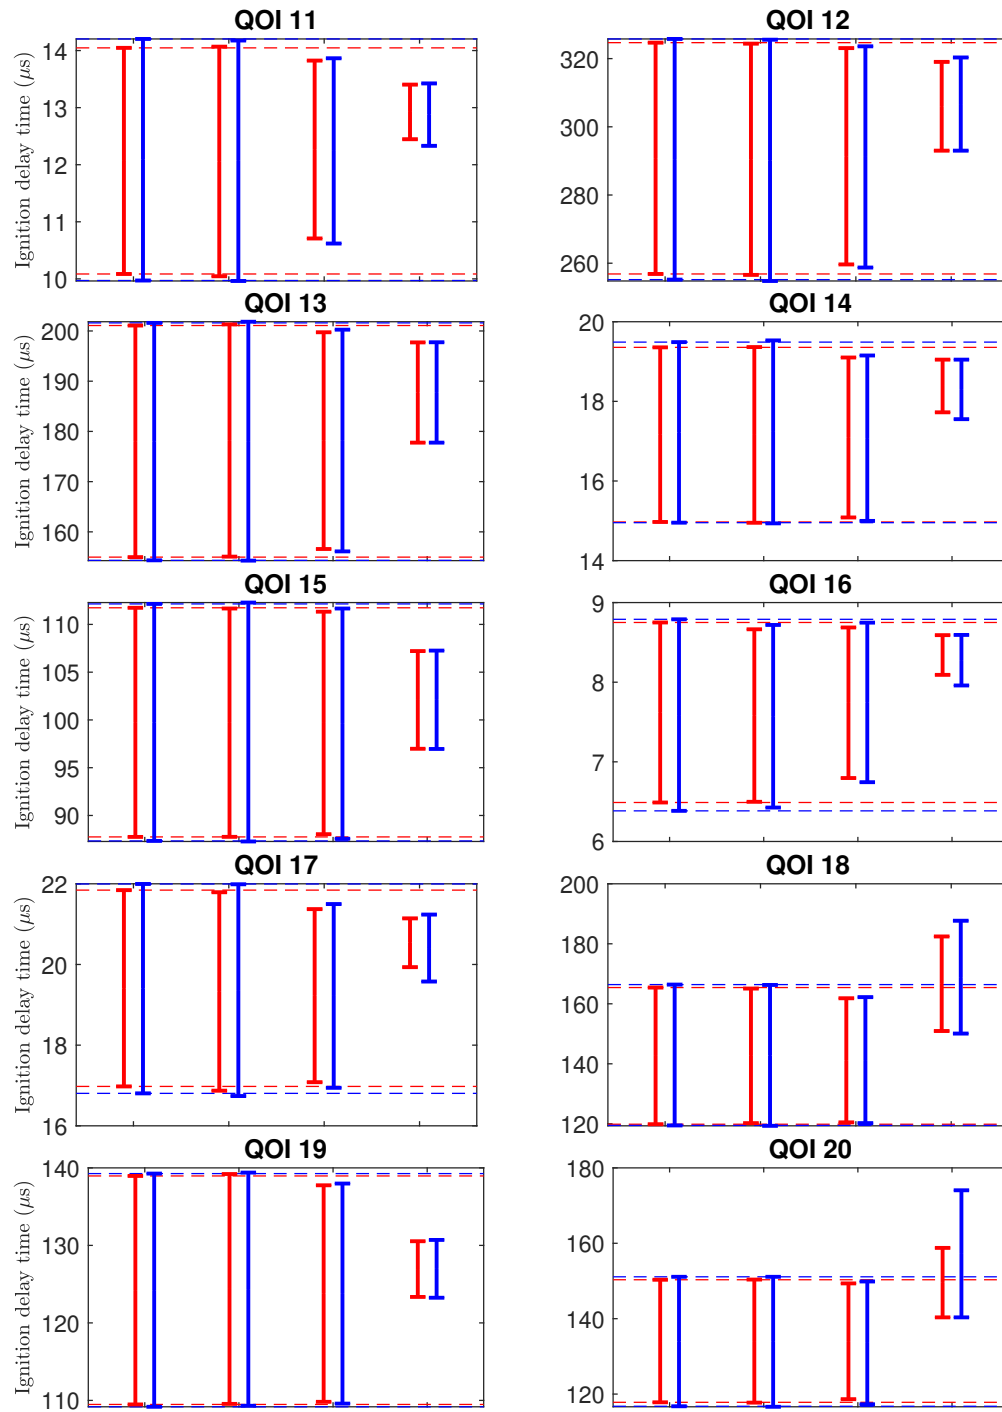 QOI 11
QOI 12
Ignition delay time (μs)
14
13
12
11
10
320
300
280
260
QOI 13
QOI 14
Ignition delay time (μs)
200
190
180
170
160
20
18
16
14
QOI 15
QOI 16
Ignition delay time (μs)
110
105
100
95
90
9
8
7
6
QOI 17
QOI 18
Ignition delay time (μs)
22
20
18
16
200
180
160
140
120
QOI 19
QOI 20
Ignition delay time (μs)
140
130
120
110
180
160
140
120